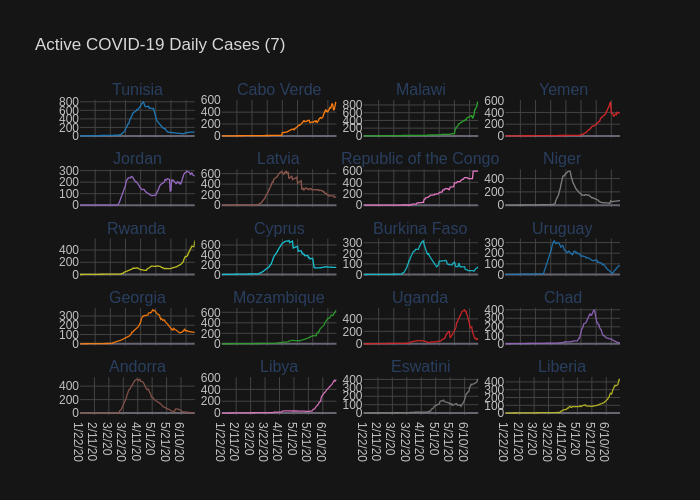 Active COVID-19 Daily Cases (7)
Tunisia Cabo Verde Malawi Yemen
800 600 400 200 0
600 400 200 0
800 600 400 200 0
600 400 200 0
Jordan Latvia Republic of the Congo Niger
300 200 100 0
600 400 200 0
600 400 200 0
400 200 0
Rwanda Cyprus Burkina Faso Uruguay
400 200 0
600 400 200 0
300 200 100 0
300 200 100 0
Georgia Mozambique Uganda Chad
300 200 100 0
600 400 200 0
400 200 0
400 300 200 100 0
Andorra Libya Eswatini Liberia
400 200 0
600 400 200 0
400 300 200 100 0
400 300 200 100 0
1/22/20 2/11/20 3/2/20 3/22/20 4/11/20 5/1/20 5/21/20 6/10/20
1/22/20 2/11/20 3/2/20 3/22/20 4/11/20 5/1/20 5/21/20 6/10/20
1/22/20 2/11/20 3/2/20 3/22/20 4/11/20 5/1/20 5/21/20 6/10/20
1/22/20 2/11/20 3/2/20 3/22/20 4/11/20 5/1/20 5/21/20 6/10/20